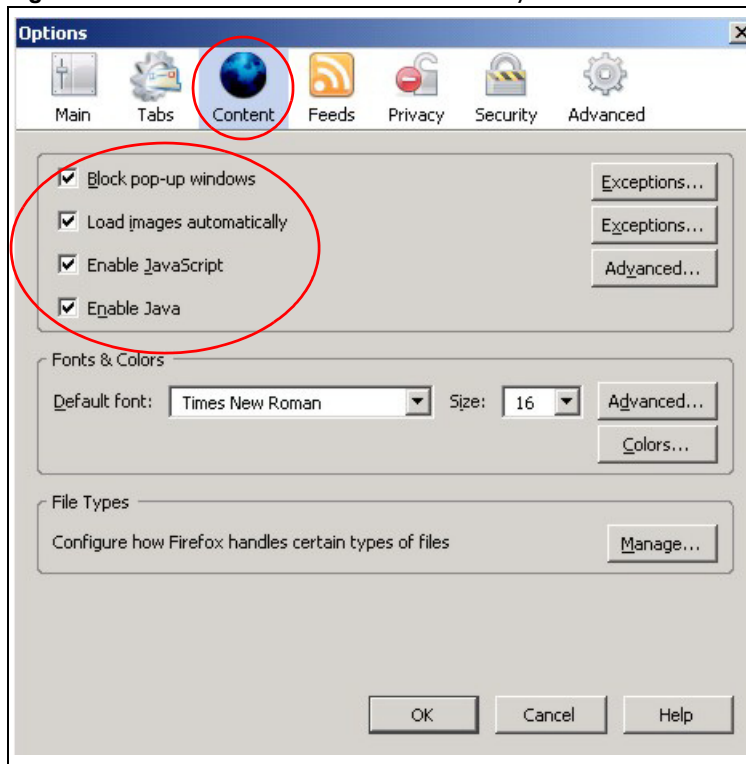 Options
Main Tabs Content Feeds Privacy Security Advanced
Block pop-up windows Exceptions...
Load images automatically Exceptions...
Enable JavaScript Advanced...
Enable Java
Fonts & Colors
Default font: Times New Roman Size: 16 Advanced...
Colors...
File Types
Configure how Firefox handles certain types of files Manage...
OK Cancel Help